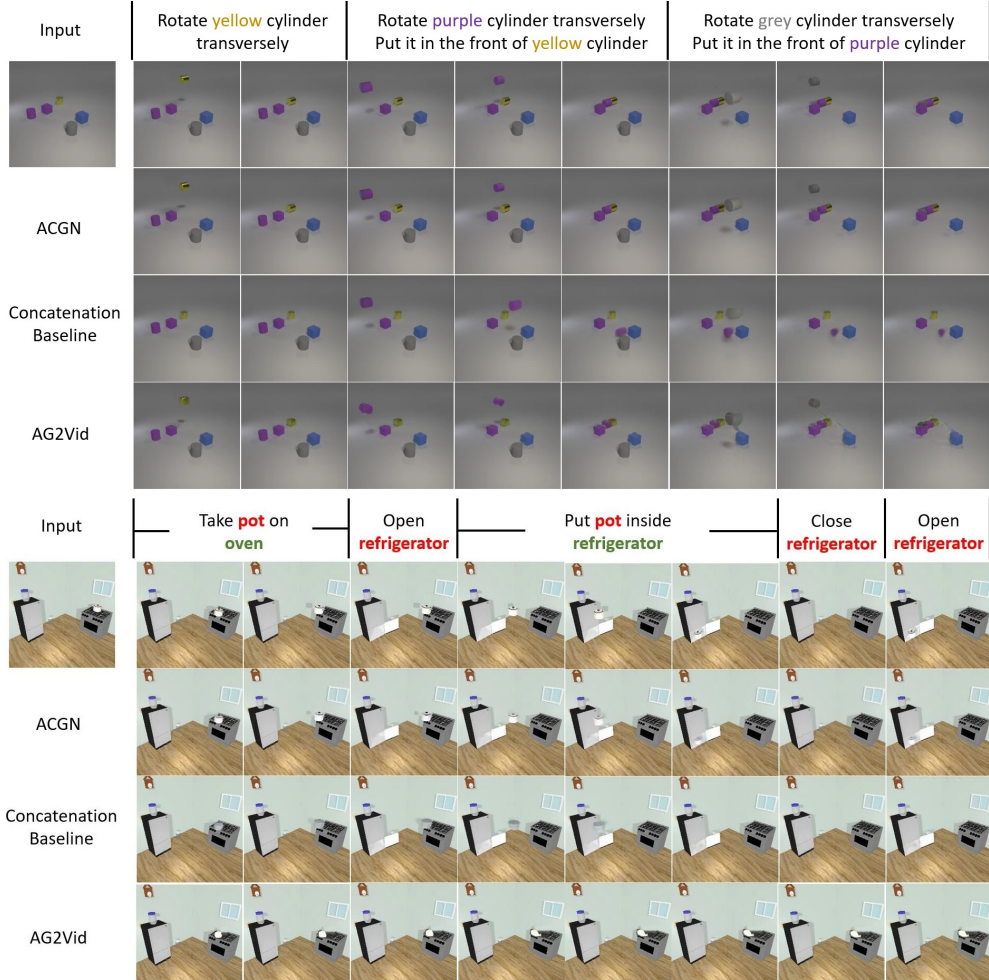 Input
Rotate yellow cylinder
transversely
Rotate purple cylinder transversely
Put it in the front of yellow cylinder
Rotate grey cylinder transversely
Put it in the front of purple cylinder
ACGN
Concatenation
Baseline
AG2Vid
Input
Take pot on
oven
Open
refrigerator
Put pot inside
refrigerator
Close
refrigerator
Open
refrigerator
ACGN
Concatenation
Baseline
AG2Vid